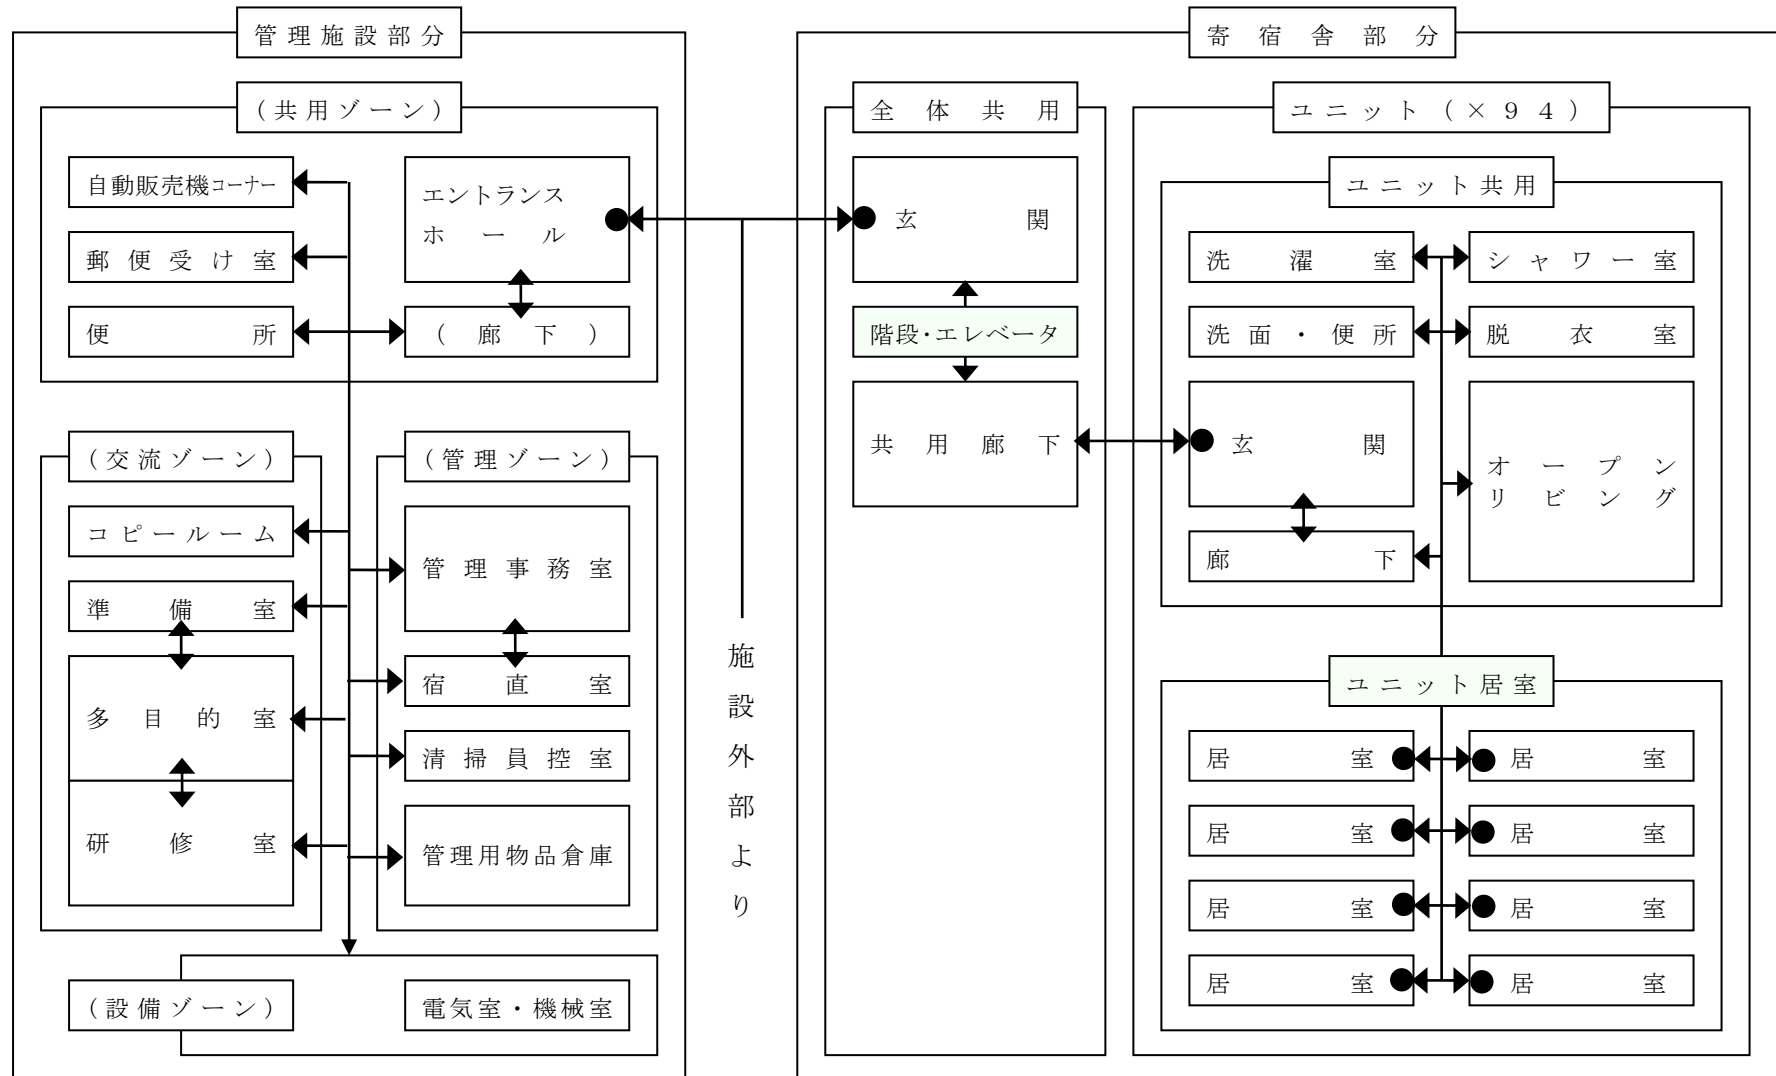 管理施設部分
(共用ゾーン)
自動販売機コーナー
エントランス
ホール
郵便受け室
便所
(廊下)
(交流ゾーン)
(管理ゾーン)
コピールーム
管理事務室
準備室
宿直室
多目的室
清掃員控室
研修室
管理用物品倉庫
(設備ゾーン)
電気室・機械室
施設外部より
寄宿舎部分
全体共用
玄関
階段・エレベータ
共用廊下
ユニット(×94)
ユニット共用
洗濯室
シャワー室
洗面・便所
脱衣室
玄関
オープン
リビング
廊下
ユニット居室
居室
居室
居室
居室
居室
居室
居室
居室